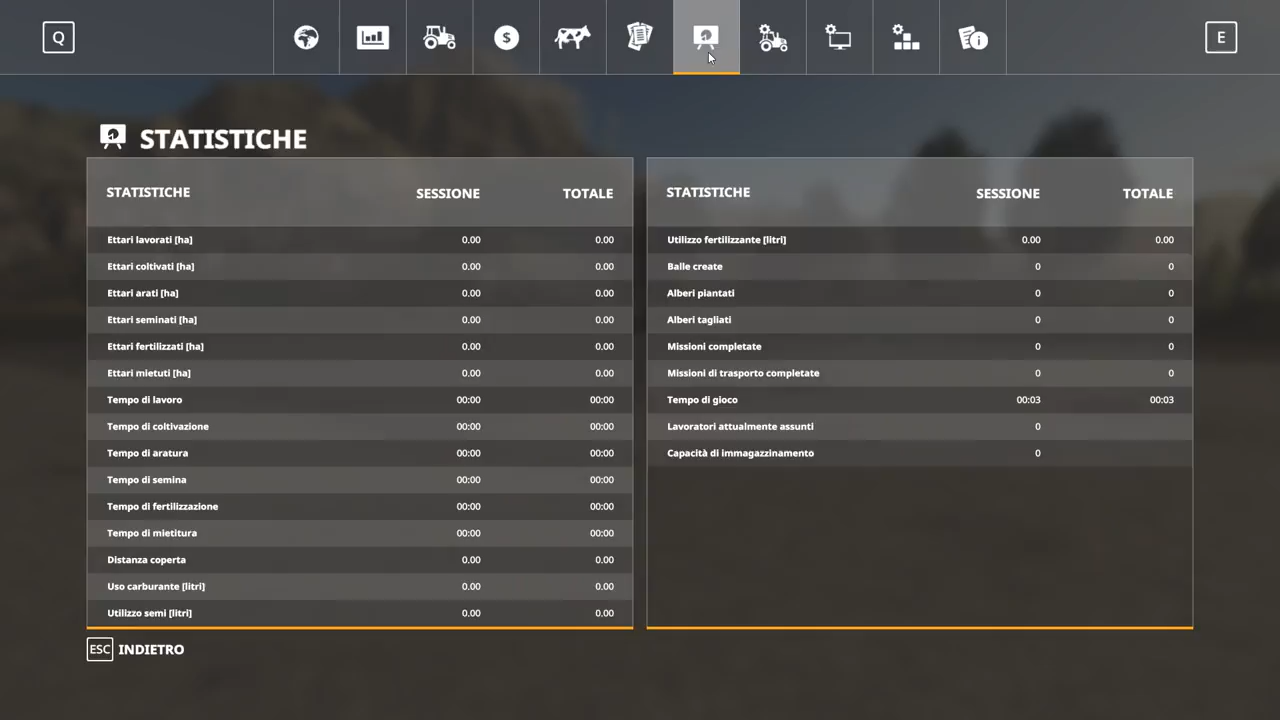 Q
E
STATISTICHE
STATISTICHE SESSIONE TOTALE
Ettari lavorati [ha] 0.00 0.00
Ettari coltivati [ha] 0.00 0.00
Ettari arati [ha] 0.00 0.00
Ettari seminati [ha] 0.00 0.00
Ettari fertilizzati [ha] 0.00 0.00
Ettari mietuti [ha] 0.00 0.00
Tempo di lavoro 00:00 00:00
Tempo di coltivazione 00:00 00:00
Tempo di aratura 00:00 00:00
Tempo di semina 00:00 00:00
Tempo di fertilizzazione 00:00 00:00
Tempo di mietitura 00:00 00:00
Distanza coperta 0.00 0.00
Uso carburante [litri] 0.00 0.00
Utilizzo semi [litri] 0.00 0.00
STATISTICHE SESSIONE TOTALE
Utilizzo fertilizzante [litri] 0.00 0.00
Balle create 0 0
Alberi piantati 0 0
Alberi tagliati 0 0
Missioni completate 0 0
Missioni di trasporto completate 0 0
Tempo di gioco 00:03 00:03
Lavoratori attualmente assunti 0
Capacità di immagazzinamento 0
ESC INDIETRO